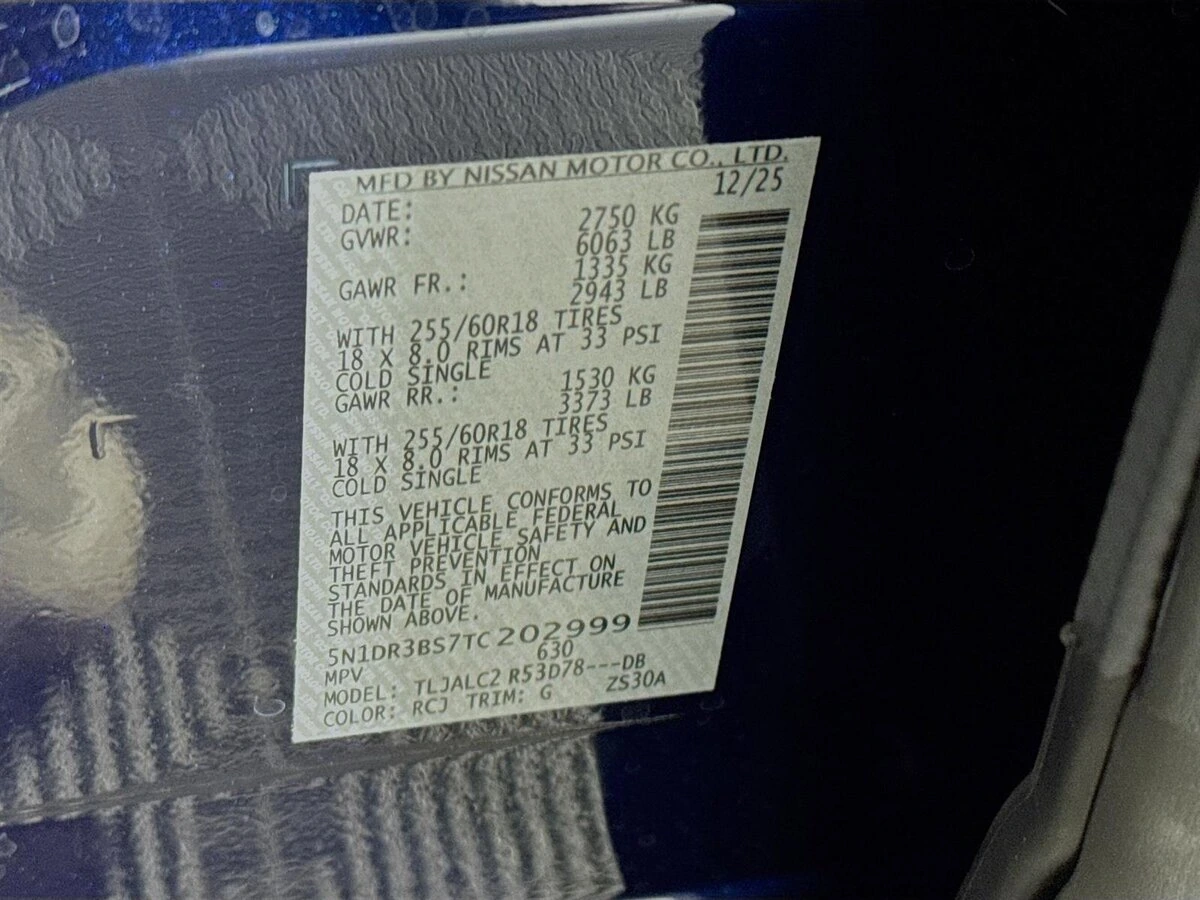 MFD BY NISSAN MOTOR CO., LTD.
DATE: 12/25
GVWR: 2750 KG
6063 LB
GAWR FR.: 1335 KG
2943 LB
WITH 255/60R18 TIRES
18 X 8.0 RIMS AT 33 PSI
COLD SINGLE
GAWR RR.: 1530 KG
3373 LB
WITH 255/60R18 TIRES
18 X 8.0 RIMS AT 33 PSI
COLD SINGLE
THIS VEHICLE CONFORMS TO
ALL APPLICABLE FEDERAL
MOTOR VEHICLE SAFETY AND
THEFT PREVENTION
STANDARDS IN EFFECT ON
THE DATE OF MANUFACTURE
SHOWN ABOVE.
5N1DR3BS7TC202999
MPV 630
MODEL: TLJALC2 R53D78---DB
COLOR: RCJ TRIM: G ZS30A